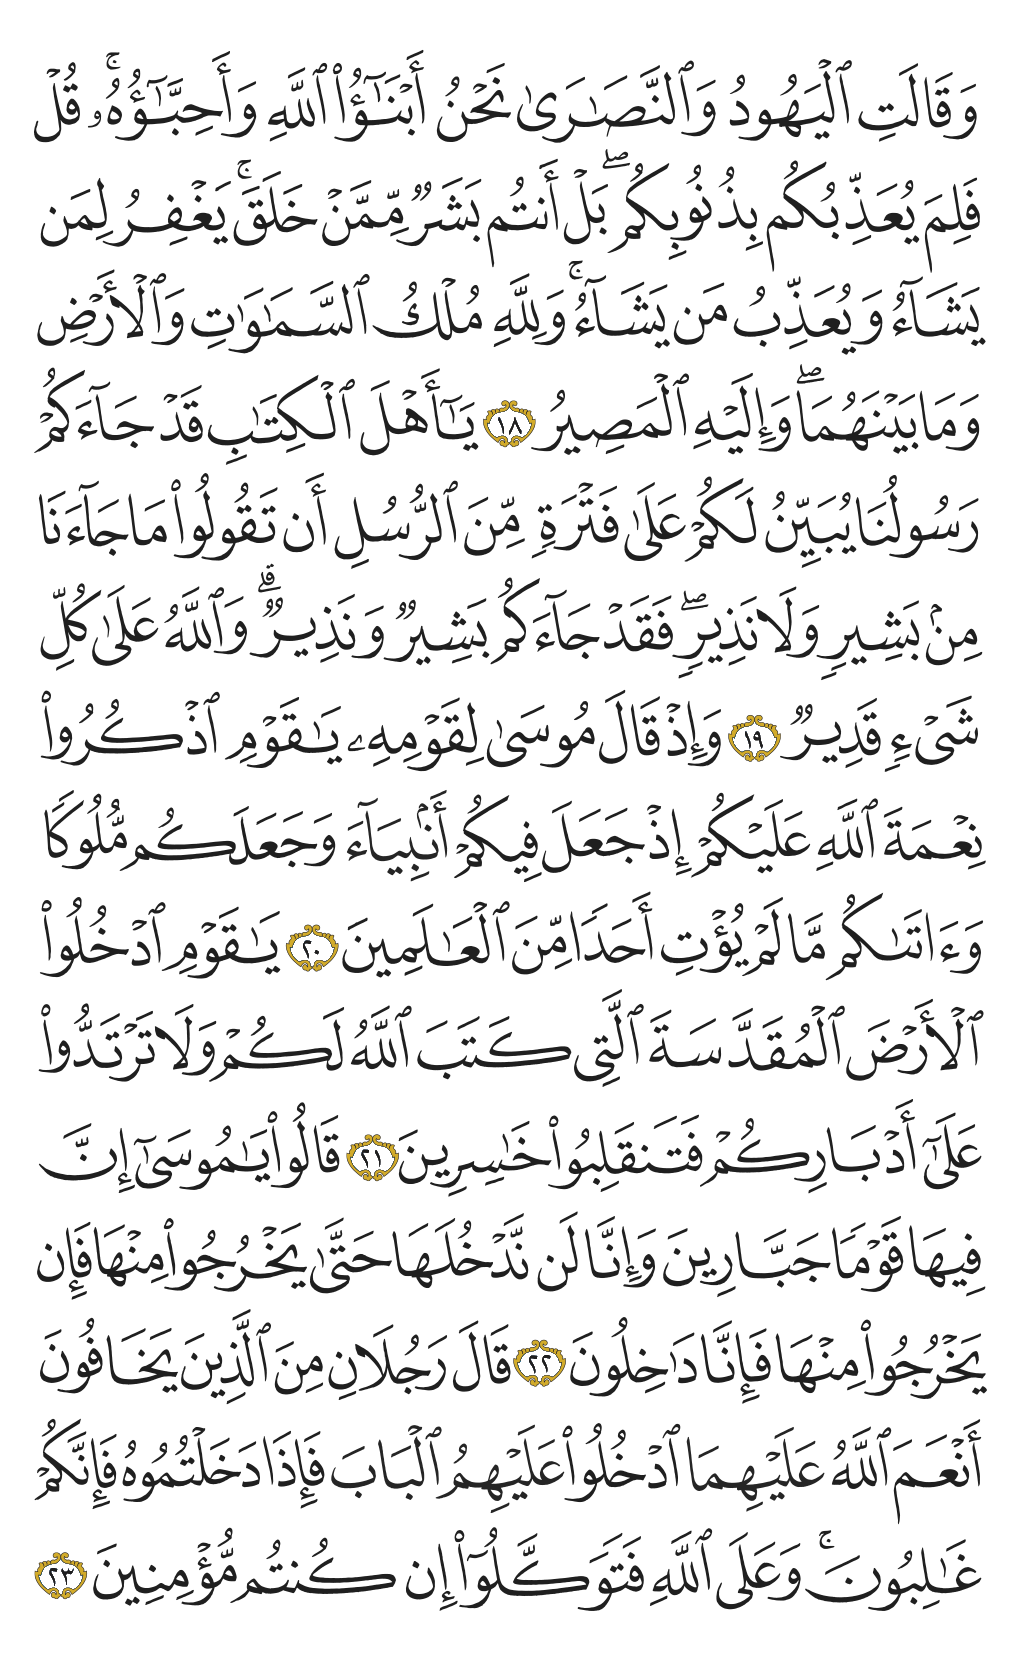 وَقَالَتِ ٱلۡيَهُودُ وَٱلنَّصَٰرَىٰ نَحۡنُ أَبۡنَٰٓؤُاْ ٱللَّهِ وَأَحِبَّٰٓؤُهُۥۚ قُلۡ
فَلِمَ يُعَذِّبُكُم بِذُنُوبِكُمۖ بَلۡ أَنتُم بَشَرٞ مِّمَّنۡ خَلَقَۚ يَغۡفِرُ لِمَن
يَشَآءُ وَيُعَذِّبُ مَن يَشَآءُۚ وَلِلَّهِ مُلۡكُ ٱلسَّمَٰوَٰتِ وَٱلۡأَرۡضِ
وَمَا بَيۡنَهُمَاۖ وَإِلَيۡهِ ٱلۡمَصِيرُ ١٨ يَٰٓأَهۡلَ ٱلۡكِتَٰبِ قَدۡ جَآءَكُمۡ
رَسُولُنَا يُبَيِّنُ لَكُمۡ عَلَىٰ فَتۡرَةٖ مِّنَ ٱلرُّسُلِ أَن تَقُولُواْ مَا جَآءَنَا
مِنۢ بَشِيرٖ وَلَا نَذِيرٖۖ فَقَدۡ جَآءَكُم بَشِيرٞ وَنَذِيرٞۗ وَٱللَّهُ عَلَىٰ كُلِّ
شَيۡءٖ قَدِيرٞ ١٩ وَإِذۡ قَالَ مُوسَىٰ لِقَوۡمِهِۦ يَٰقَوۡمِ ٱذۡكُرُواْ
نِعۡمَةَ ٱللَّهِ عَلَيۡكُمۡ إِذۡ جَعَلَ فِيكُمۡ أَنۢبِيَآءَ وَجَعَلَكُم مُّلُوكٗا
وَءَاتَىٰكُم مَّا لَمۡ يُؤۡتِ أَحَدٗا مِّنَ ٱلۡعَٰلَمِينَ ٢٠ يَٰقَوۡمِ ٱدۡخُلُواْ
ٱلۡأَرۡضَ ٱلۡمُقَدَّسَةَ ٱلَّتِي كَتَبَ ٱللَّهُ لَكُمۡ وَلَا تَرۡتَدُّواْ
عَلَىٰٓ أَدۡبَارِكُمۡ فَتَنقَلِبُواْ خَٰسِرِينَ ٢١ قَالُواْ يَٰمُوسَىٰٓ إِنَّ
فِيهَا قَوۡمٗا جَبَّارِينَ وَإِنَّا لَن نَّدۡخُلَهَا حَتَّىٰ يَخۡرُجُواْ مِنۡهَا فَإِن
يَخۡرُجُواْ مِنۡهَا فَإِنَّا دَٰخِلُونَ ٢٢ قَالَ رَجُلَانِ مِنَ ٱلَّذِينَ يَخَافُونَ
أَنۡعَمَ ٱللَّهُ عَلَيۡهِمَا ٱدۡخُلُواْ عَلَيۡهِمُ ٱلۡبَابَ فَإِذَا دَخَلۡتُمُوهُ فَإِنَّكُمۡ
غَٰلِبُونَۚ وَعَلَى ٱللَّهِ فَتَوَكَّلُوٓاْ إِن كُنتُم مُّؤۡمِنِينَ ٢٣